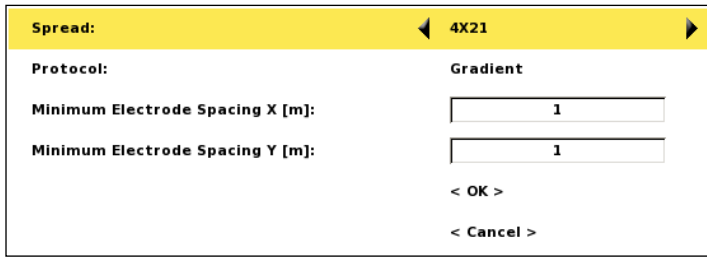 Spread: 4X21
Protocol: Gradient
Minimum Electrode Spacing X [m]: 1
Minimum Electrode Spacing Y [m]: 1
< OK >
< Cancel >